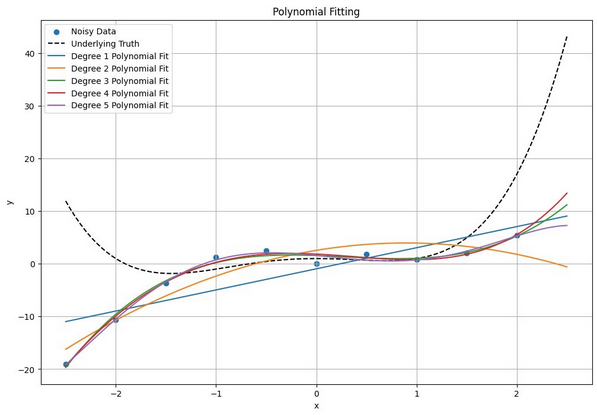 Polynomial Fitting
Noisy Data
Underlying Truth
Degree 1 Polynomial Fit
Degree 2 Polynomial Fit
Degree 3 Polynomial Fit
Degree 4 Polynomial Fit
Degree 5 Polynomial Fit
40
30
20
10
0
−10
−20
y
−2
−1
0
1
2
x